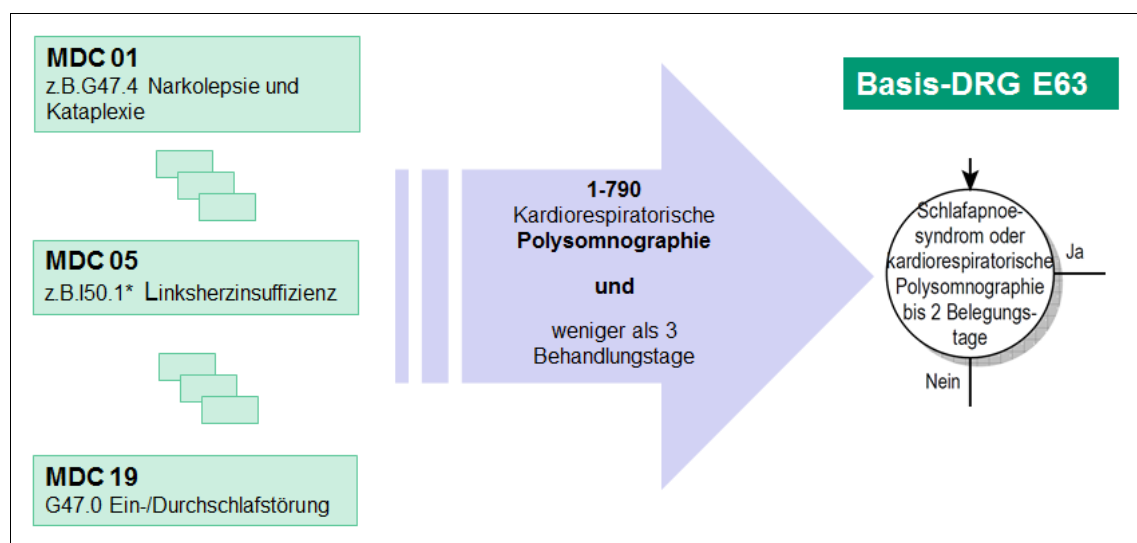 MDC 01
z.B.G47.4 Narkolepsie und
Kataplexie
MDC 05
z.B.I50.1* Linksherzinsuffizienz
MDC 19
G47.0 Ein-/Durchschlafstörung
1-790
Kardiorespiratorische
Polysomnographie
und
weniger als 3
Behandlungstage
Basis-DRG E63
Schlafapnoe-
syndrom oder
kardiorespiratorische
Polysomnographie
bis 2 Belegungs-
tage
Ja
Nein